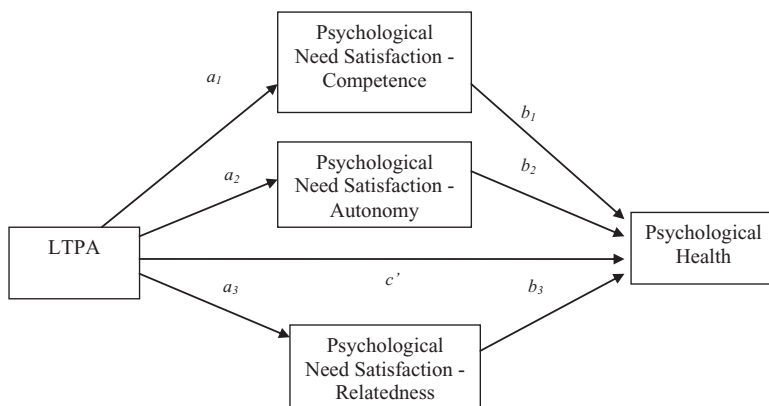 Psychological
Need Satisfaction -
Competence
a1
b1
Psychological
Need Satisfaction -
Autonomy
a2
b2
LTPA
Psychological
Health
c’
a3
b3
Psychological
Need Satisfaction -
Relatedness